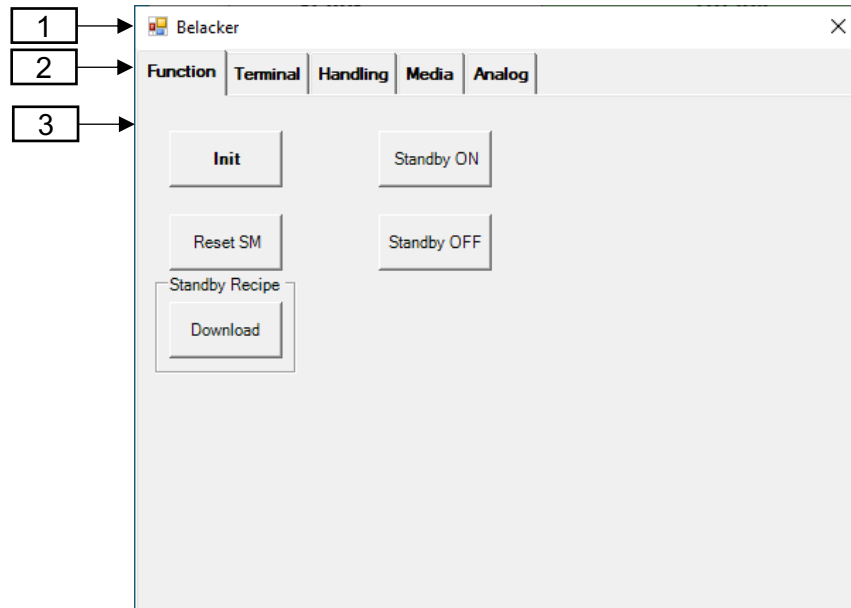 1
Belacker
2
Function Terminal Handling Media Analog
3
Init
Standby ON
Reset SM
Standby OFF
Standby Recipe
Download